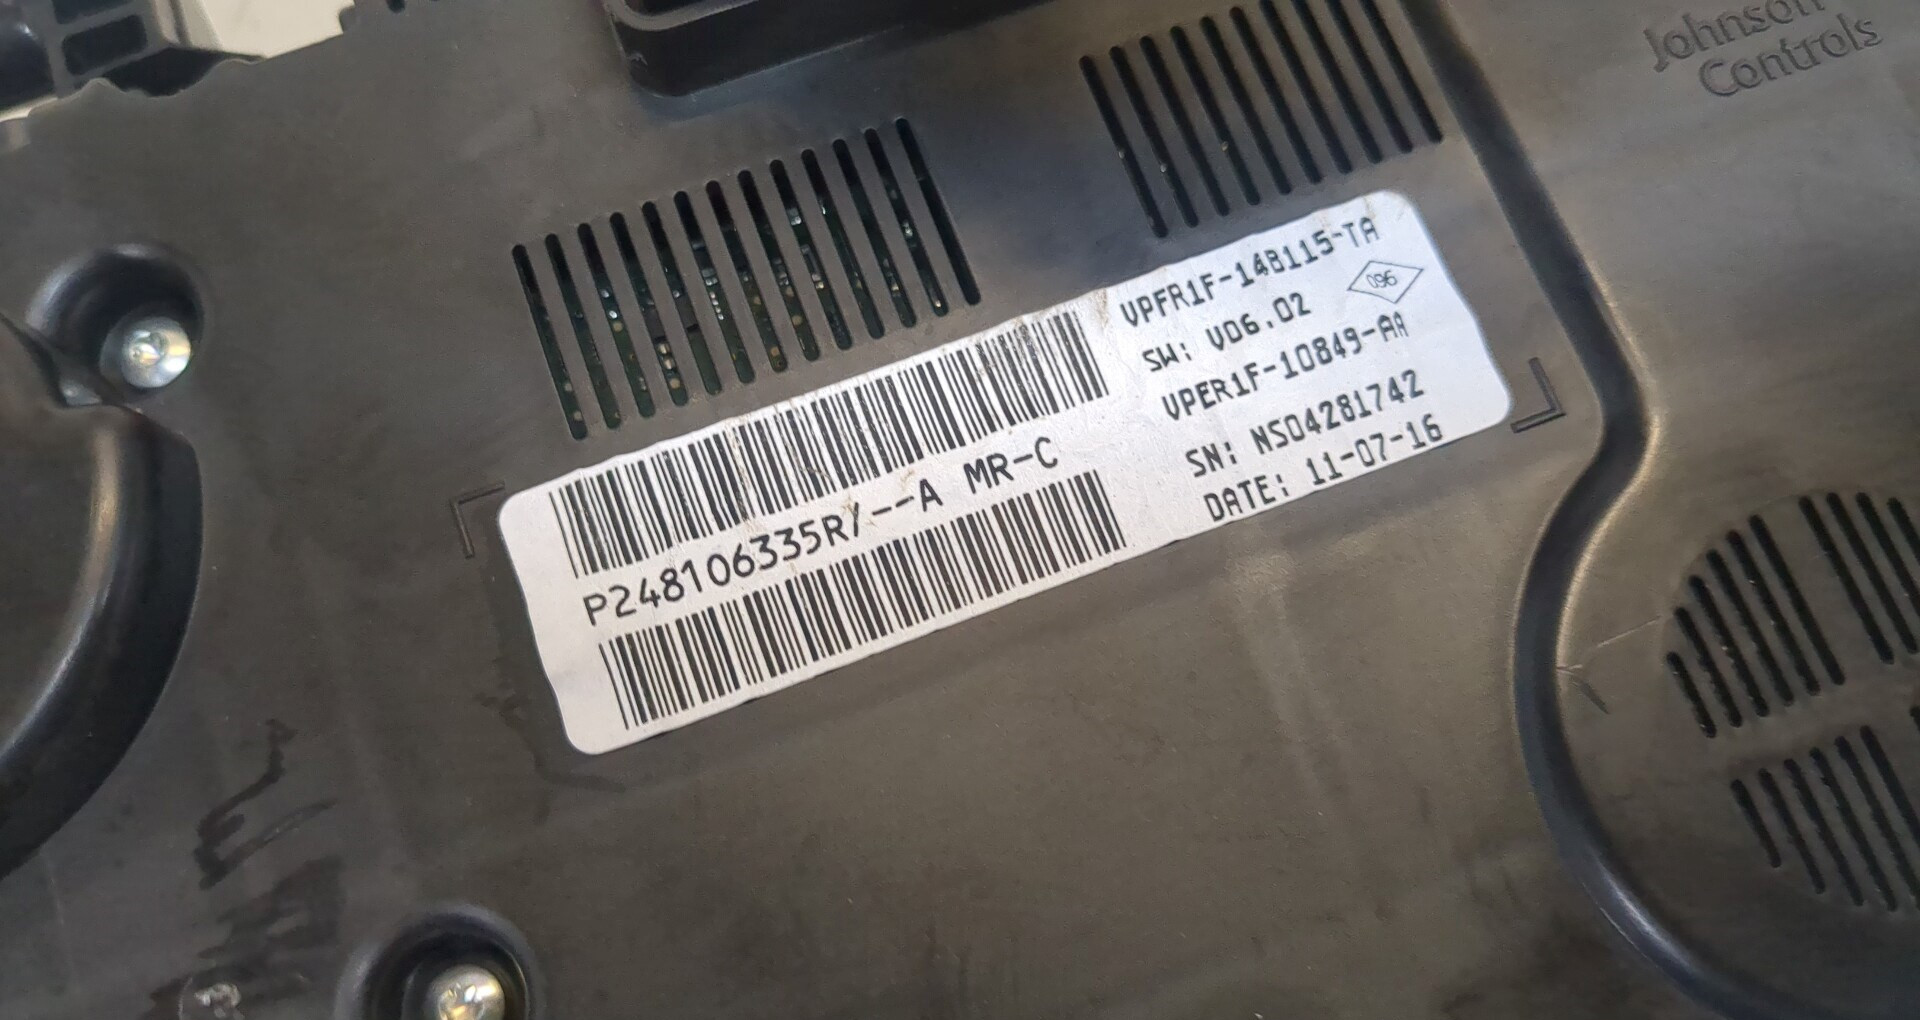 Johnson
Controls
VPFR1F-14B115-TA
SW: V06.02
096
VPER1F-10849-AA
SN: NS04281742
DATE: 11-07-16
P248106335R/--A MR-C